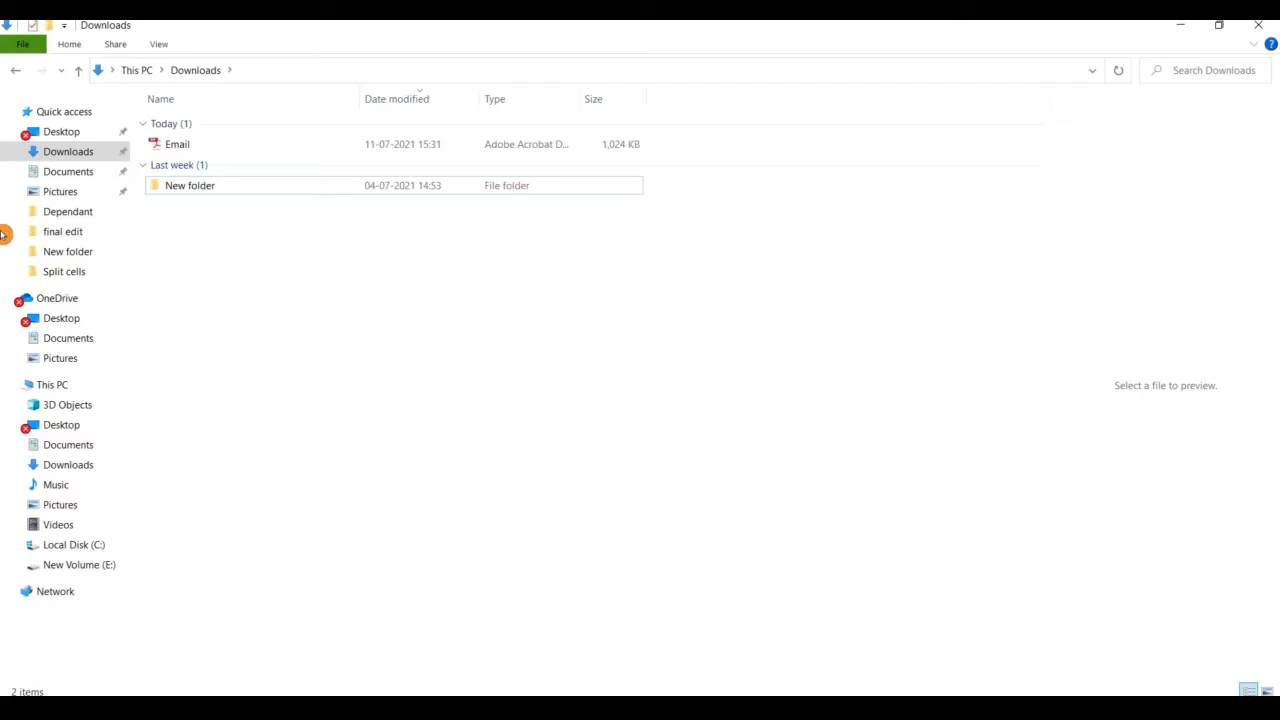 Downloads
File Home Share View
This PC Downloads Search Downloads
Name Date modified Type Size
Quick access
Desktop
Downloads
Documents
Pictures
Dependant
final edit
New folder
Split cells
OneDrive
Desktop
Documents
Pictures
This PC
3D Objects
Desktop
Documents
Downloads
Music
Pictures
Videos
Local Disk (C:)
New Volume (E:)
Network
Today (1)
Email 11-07-2021 15:31 Adobe Acrobat D... 1,024 KB
Last week (1)
New folder 04-07-2021 14:53 File folder
Select a file to preview.
2 items